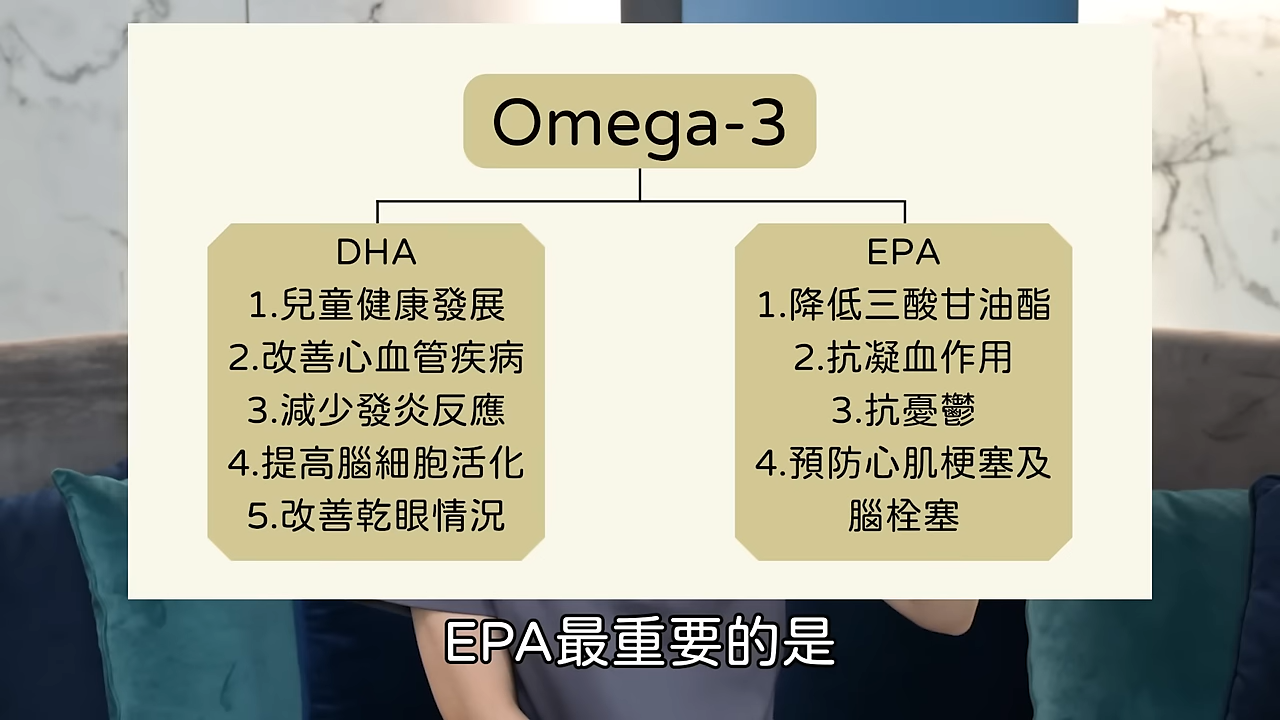 Omega-3
DHA
1.兒童健康發展
2.改善心血管疾病
3.減少發炎反應
4.提高腦細胞活化
5.改善乾眼情況
EPA
1.降低三酸甘油酯
2.抗凝血作用
3.抗憂鬱
4.預防心肌梗塞及
腦栓塞
EPA最重要的是